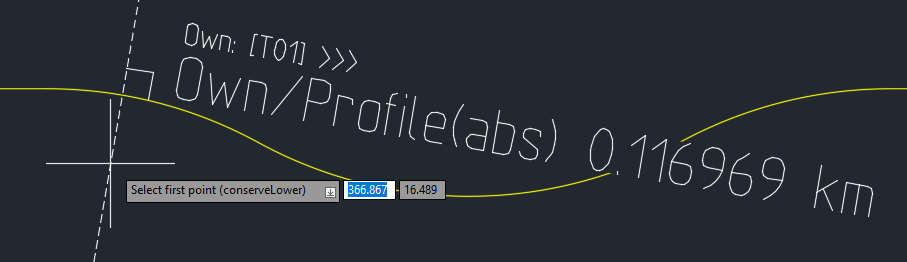 Own: [T01] >>>
Own/Profile(abs) 0.116969 km
Select first point (conserveLower) 366.867 16.489